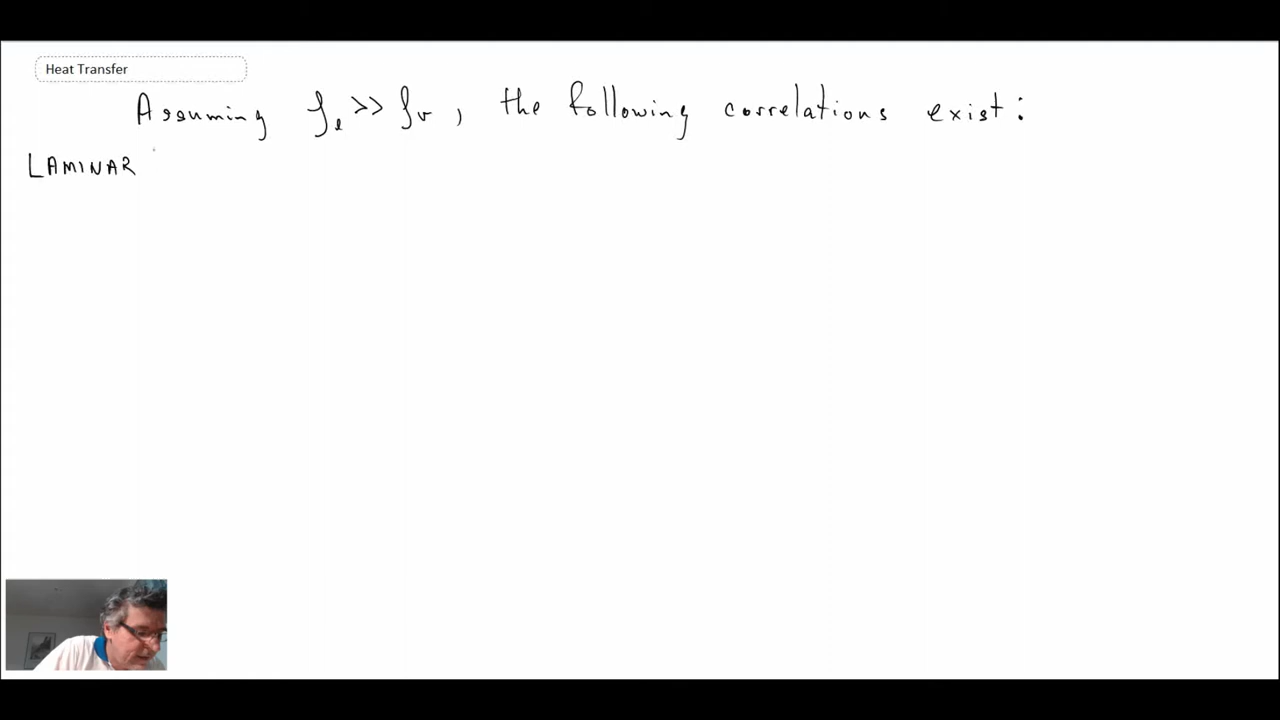 Heat Transfer
Assuming ρₗ >> ρᵥ, the following correlations exist:
LAMINAR